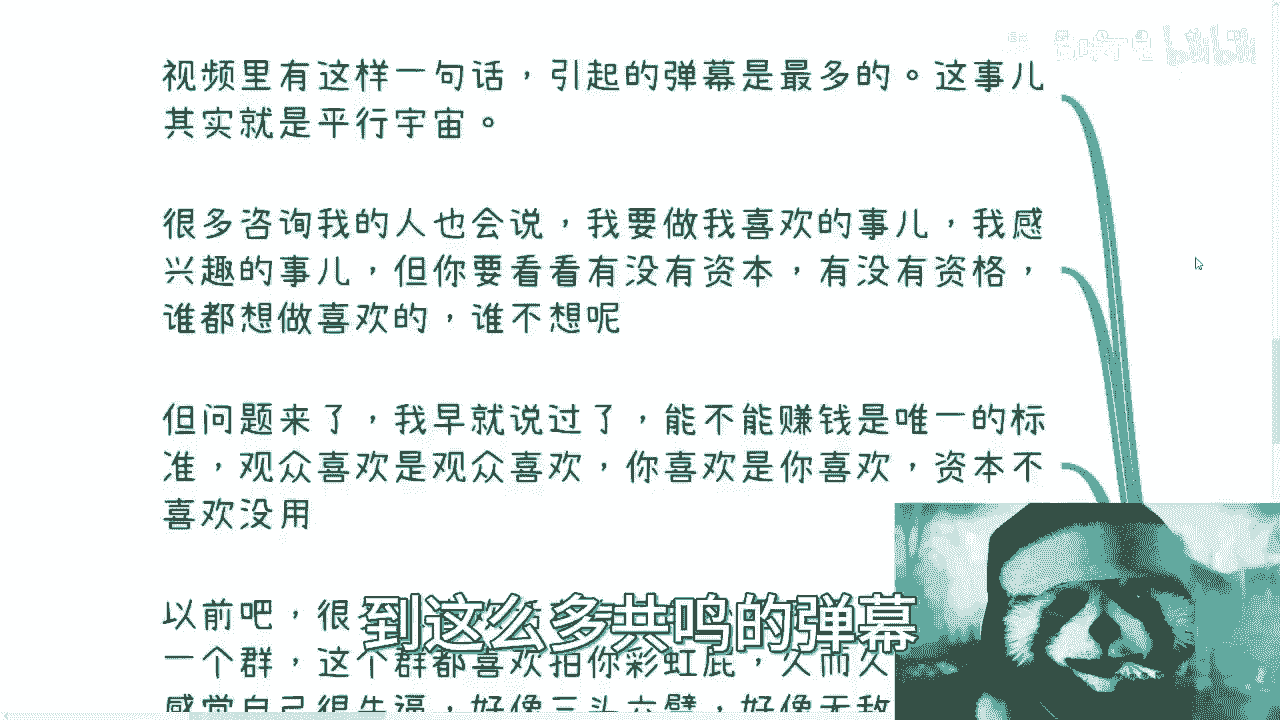 视频里有这样一句话，引起的弹幕是最多的。这事儿
其实就是平行宇宙。
很多咨询我的人也会说，我要做我喜欢的事儿，我感
兴趣的事儿，但你要看看有没有资本，有没有资格，
谁都想做喜欢的，谁不想呢
但问题来了，我早就说过了，能不能赚钱是唯一的标
准，观众喜欢是观众喜欢，你喜欢是你喜欢，资本不
喜欢没用
以前吧，很
到这么多共鸣的弹幕
一个群，这个群都喜欢拍你彩虹屁，久而久
感觉自己很牛逼，好像三头六臂，好像无敌
bilibili